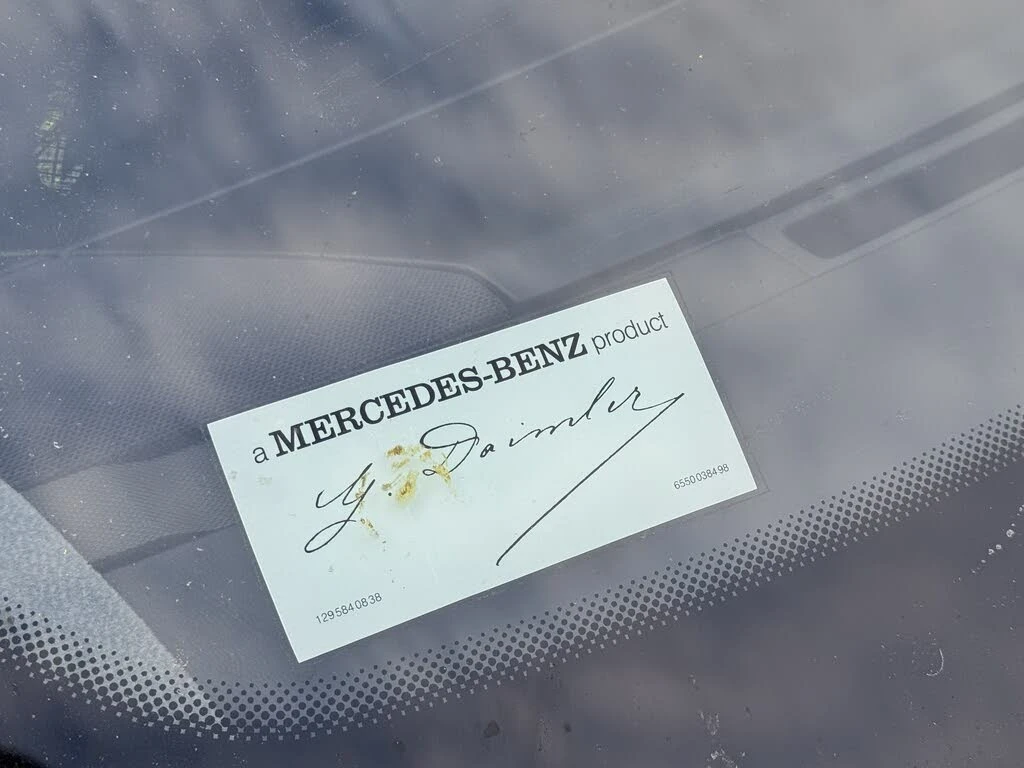 a MERCEDES-BENZ product
G. Daimler
6550038498
1295840838